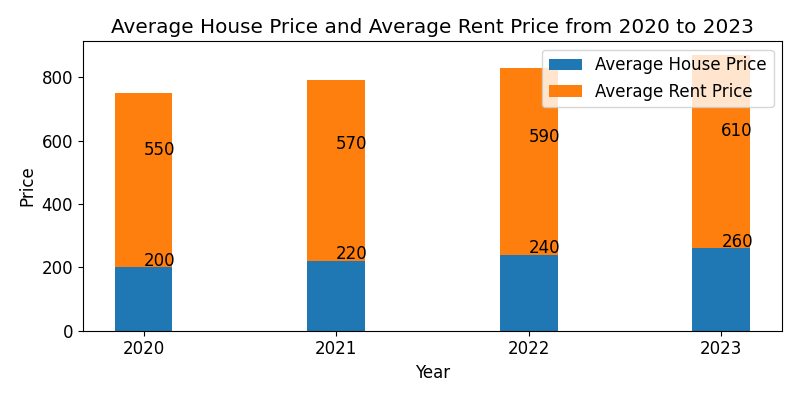 Average House Price and Average Rent Price from 2020 to 2023
Average House Price
Average Rent Price
Price
800
600
400
200
0
550
570
590
610
200
220
240
260
2020 2021 2022 2023
Year